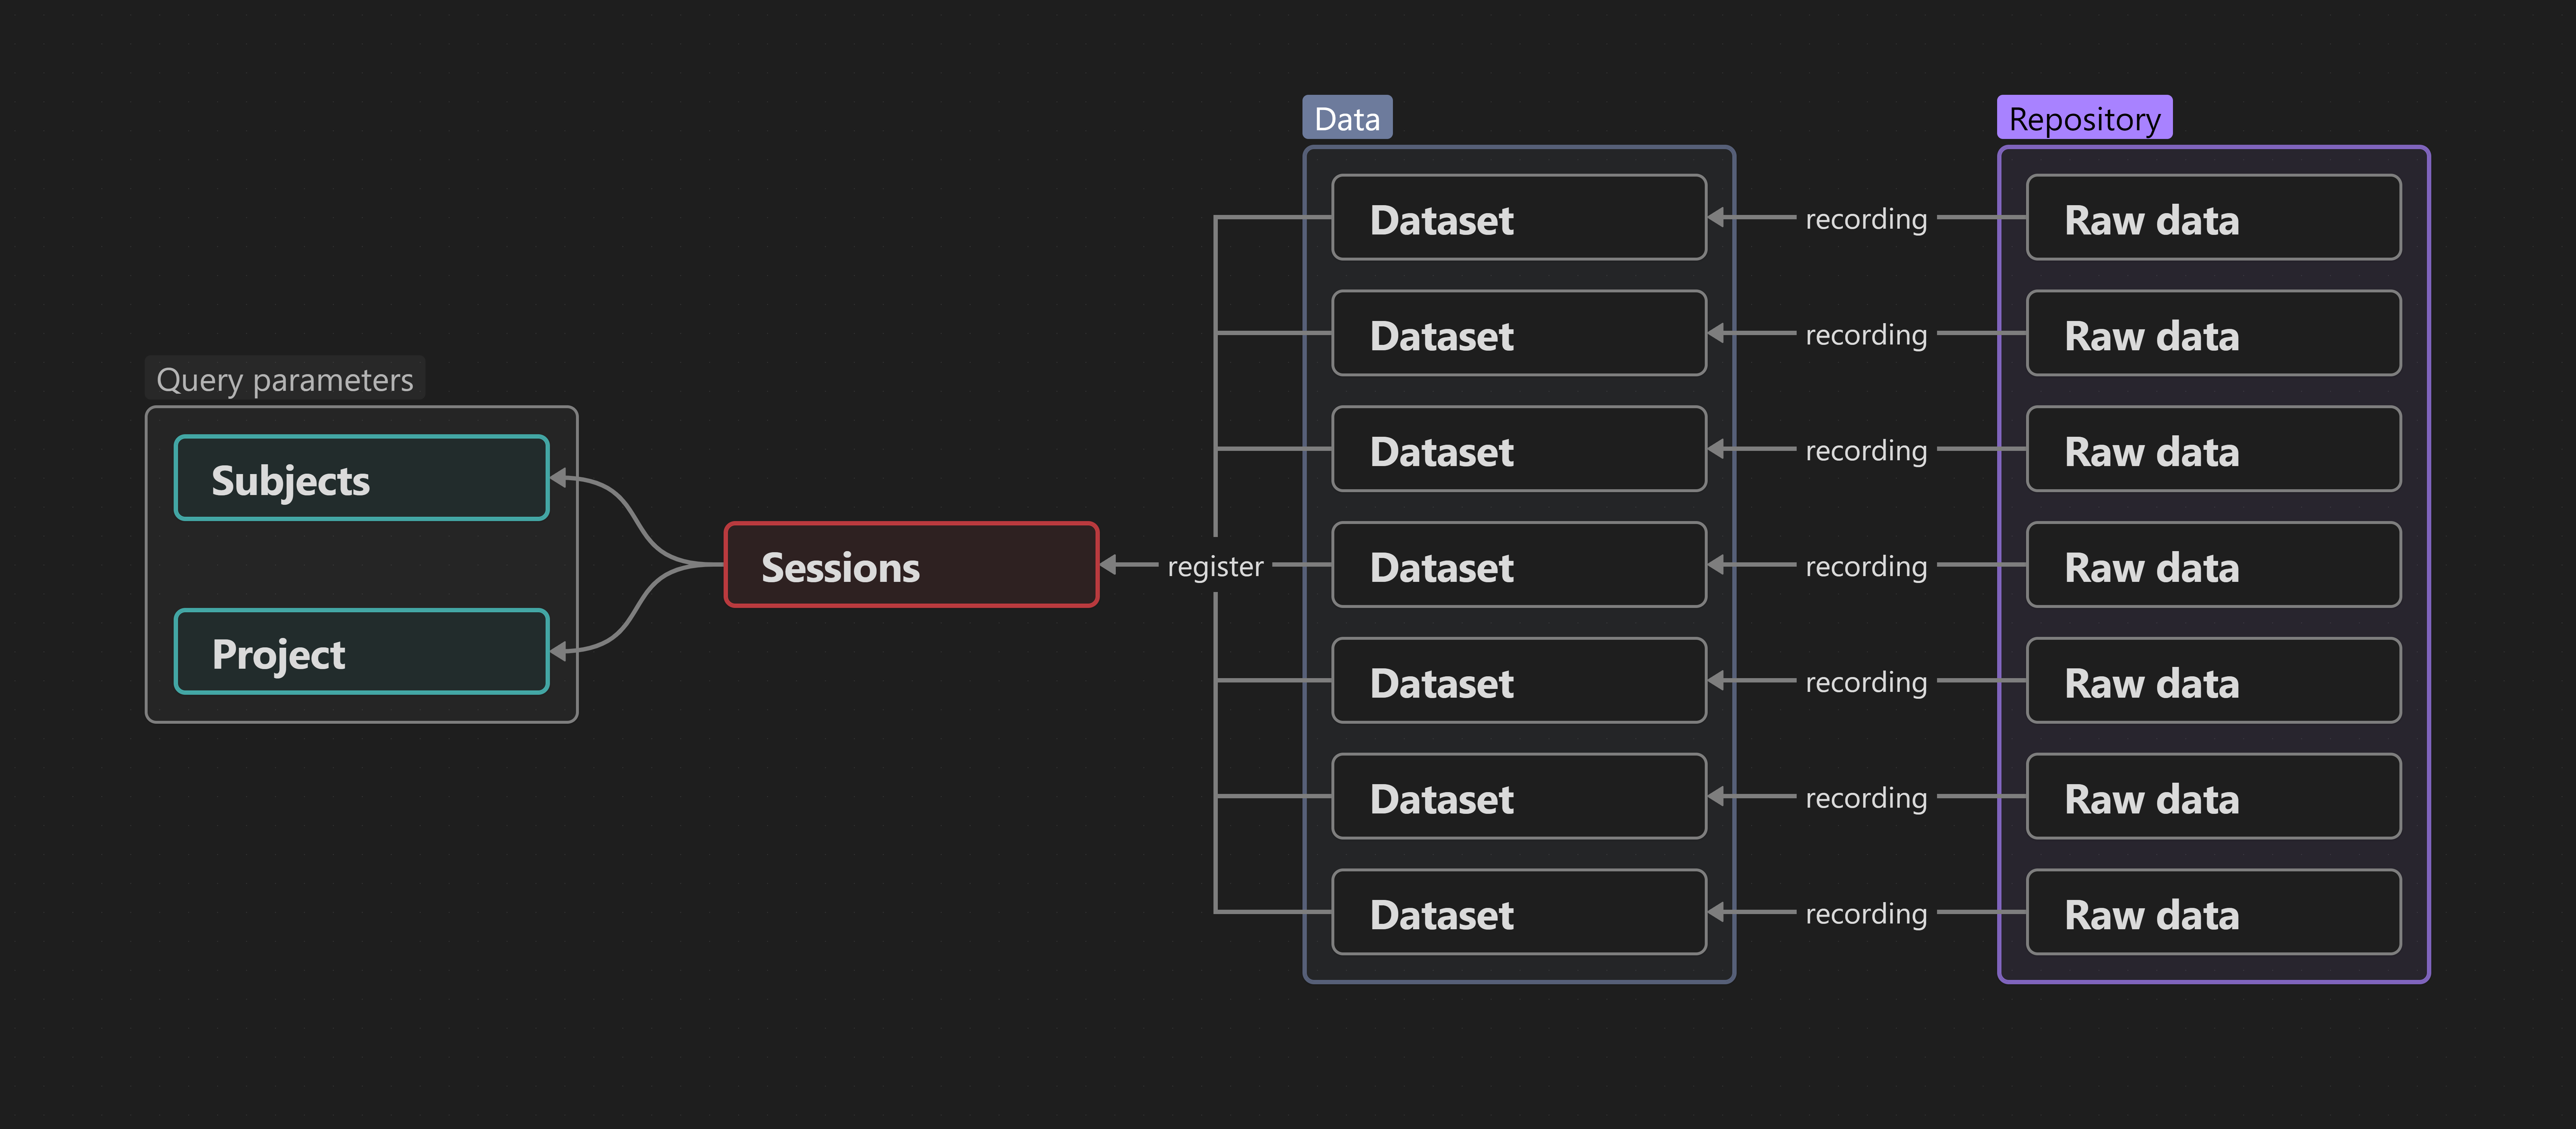 Data
Repository
Dataset
recording
Raw data
Dataset
recording
Raw data
Query parameters
Dataset
recording
Raw data
Subjects
Sessions
register
Dataset
recording
Raw data
Project
Dataset
recording
Raw data
Dataset
recording
Raw data
Dataset
recording
Raw data